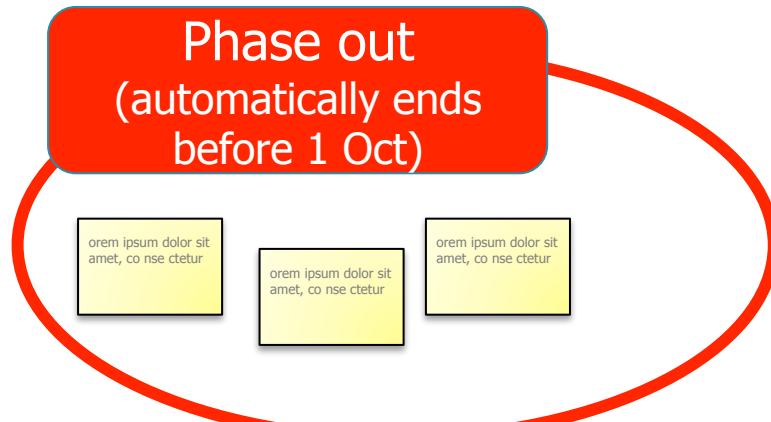 Phase out
(automatically ends
before 1 Oct)
orem ipsum dolor sit
amet, co nse ctetur
orem ipsum dolor sit
amet, co nse ctetur
orem ipsum dolor sit
amet, co nse ctetur